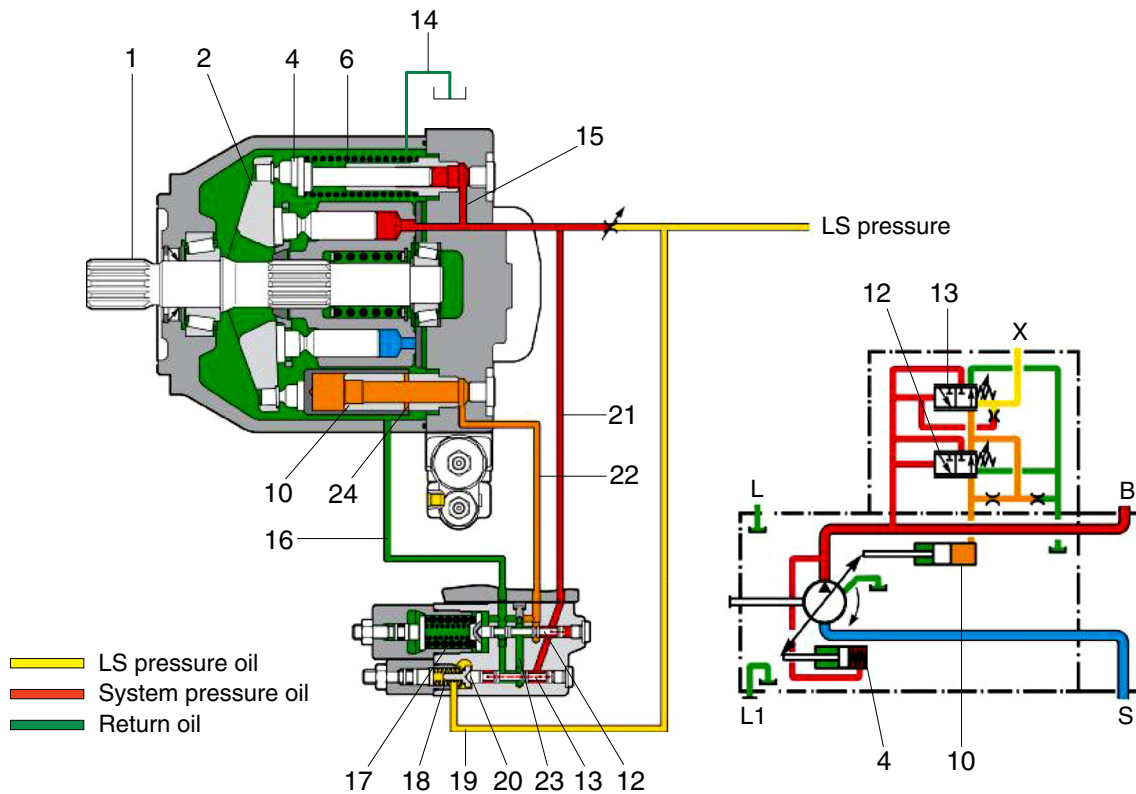 14
1 2 4 6
15
LS pressure
12 13
X
21
10 24 22
L
B
16
10
LS pressure oil
System pressure oil
Return oil
L1
S
17 18 19 20 23 13 12
4 10